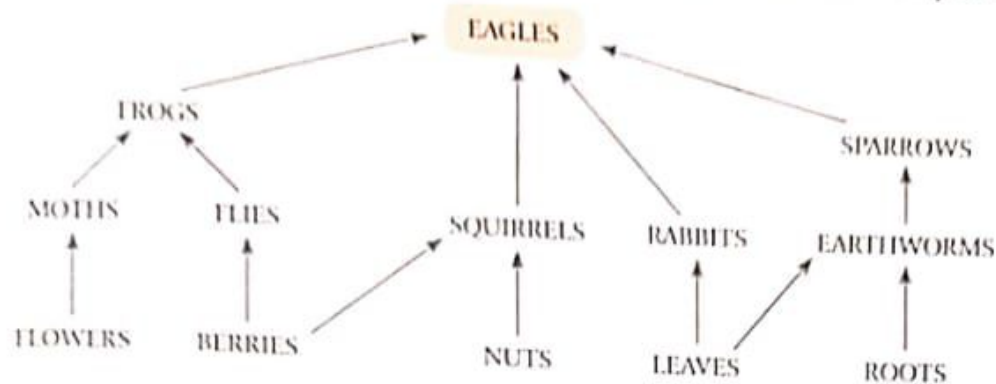 EAGLES
FROGS
SPARROWS
MOTHS
FLIES
SQUIRRELS
RABBITS
EARTHWORMS
FLOWERS
BERRIES
NUTS
LEAVES
ROOTS